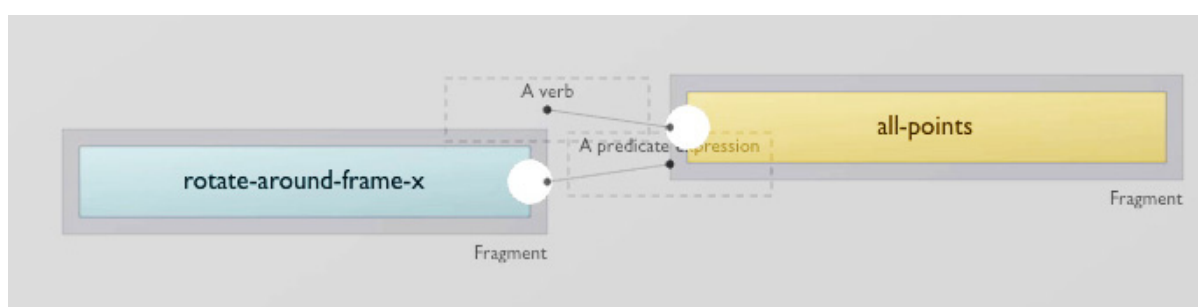 A verb
all-points
A predicate expression
rotate-around-frame-x
Fragment
Fragment